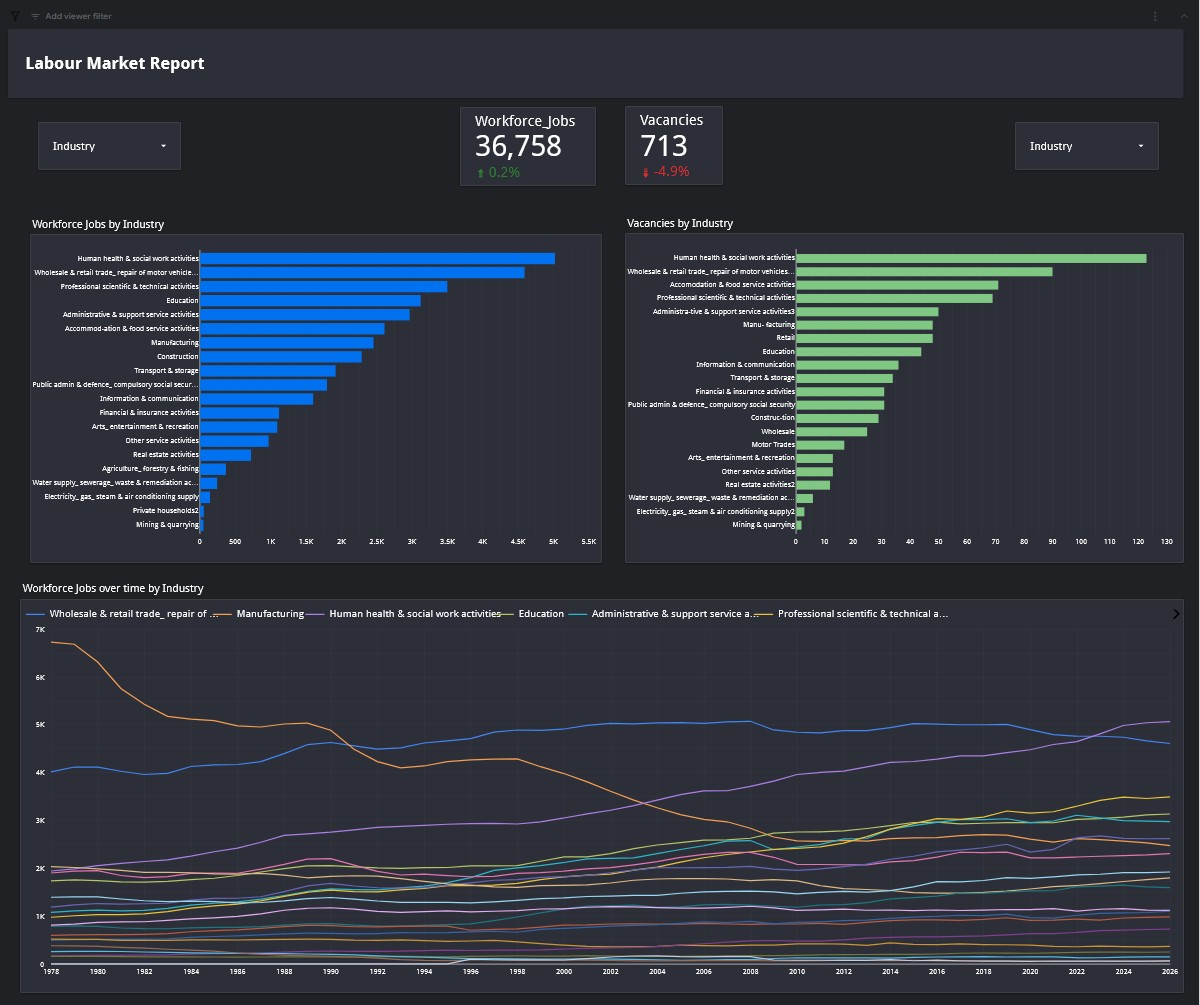 Add viewer filter
Labour Market Report
Industry
Workforce_Jobs
36,758
0.2%
Vacancies
713
-4.9%
Industry
Workforce Jobs by Industry
Human health & social work activities
Wholesale & retail trade_ repair of motor vehicle...
Professional scientific & technical activities
Education
Administrative & support service activities
Accommod-ation & food service activities
Manufacturing
Construction
Transport & storage
Public admin & defence_ compulsory social secur...
Information & communication
Financial & insurance activities
Arts_ entertainment & recreation
Other service activities
Real estate activities
Agriculture_ forestry & fishing
Water supply_ sewerage_ waste & remediation ac...
Electricity_ gas_ steam & air conditioning supply
Private households2
Mining & quarrying
0 500 1K 1.5K 2K 2.5K 3K 3.5K 4K 4.5K 5K 5.5K
Vacancies by Industry
Human health & social work activities
Wholesale & retail trade_ repair of motor vehicles...
Accomodation & food service activities
Professional scientific & technical activities
Administra-tive & support service activities3
Manu- facturing
Retail
Education
Information & communication
Transport & storage
Financial & insurance activities
Public admin & defence_ compulsory social security
Construc-tion
Wholesale
Motor Trades
Arts_ entertainment & recreation
Other service activities
Real estate activities2
Water supply_ sewerage_ waste & remediation ac...
Electricity_ gas_ steam & air conditioning supply2
Mining & quarrying
0 10 20 30 40 50 60 70 80 90 100 110 120 130
Workforce Jobs over time by Industry
Wholesale & retail trade_ repair of ... Manufacturing Human health & social work activities Education Administrative & support service a... Professional scientific & technical a...
7K
6K
5K
4K
3K
2K
1K
0
1978 1980 1982 1984 1986 1988 1990 1992 1994 1996 1998 2000 2002 2004 2006 2008 2010 2012 2014 2016 2018 2020 2022 2024 2026